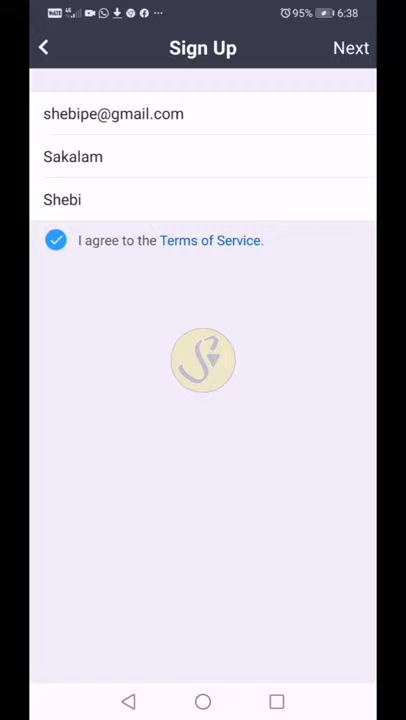 95% 6:38
Sign Up Next
shebipe@gmail.com
Sakalam
Shebi
I agree to the Terms of Service.